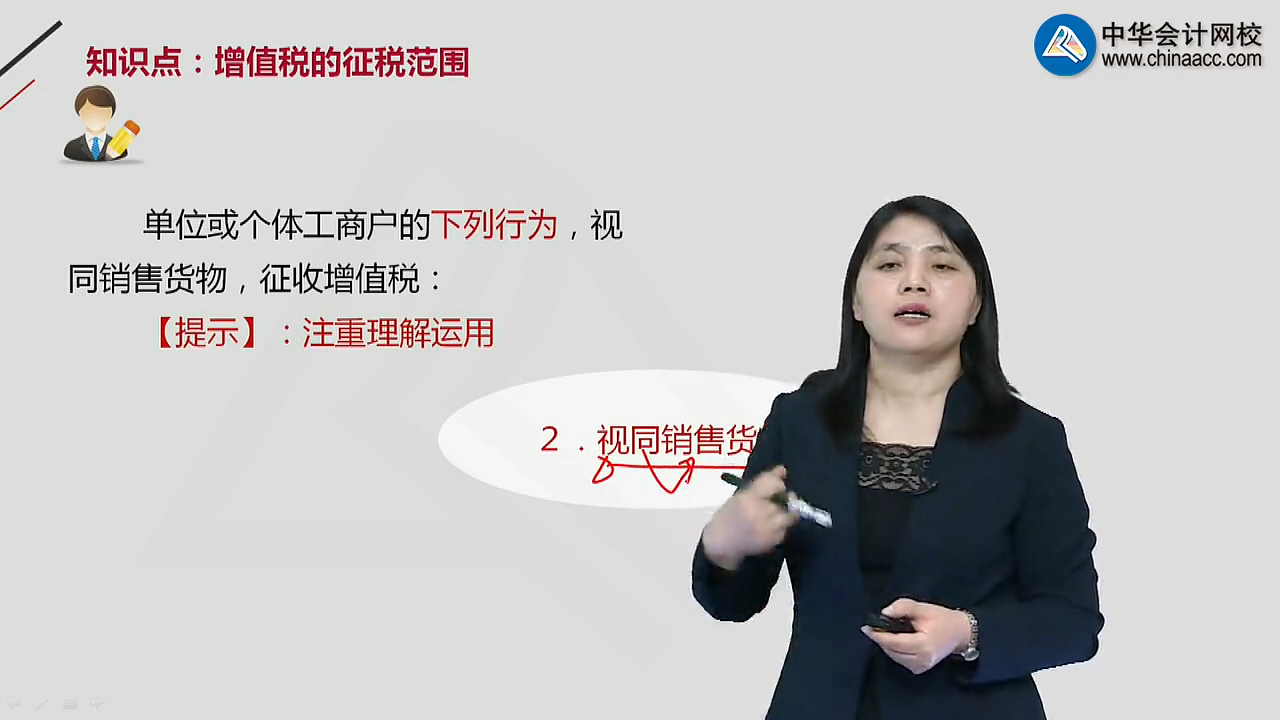 知识点：增值税的征税范围
中华会计网校
www.chinaacc.com
单位或个体工商户的下列行为，视
同销售货物，征收增值税：
【提示】：注重理解运用
2．视同销售货